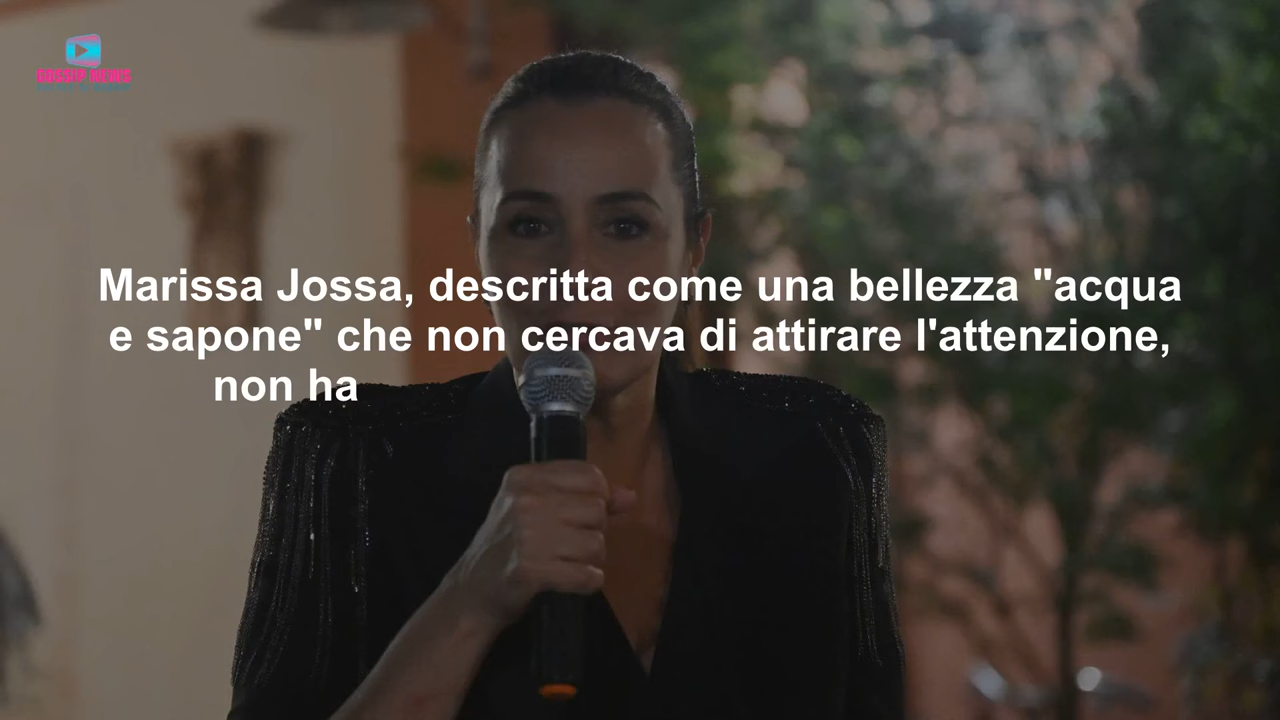 GOSSIP NEWS
Marissa Jossa, descritta come una bellezza "acqua
e sapone" che non cercava di attirare l'attenzione,
non ha